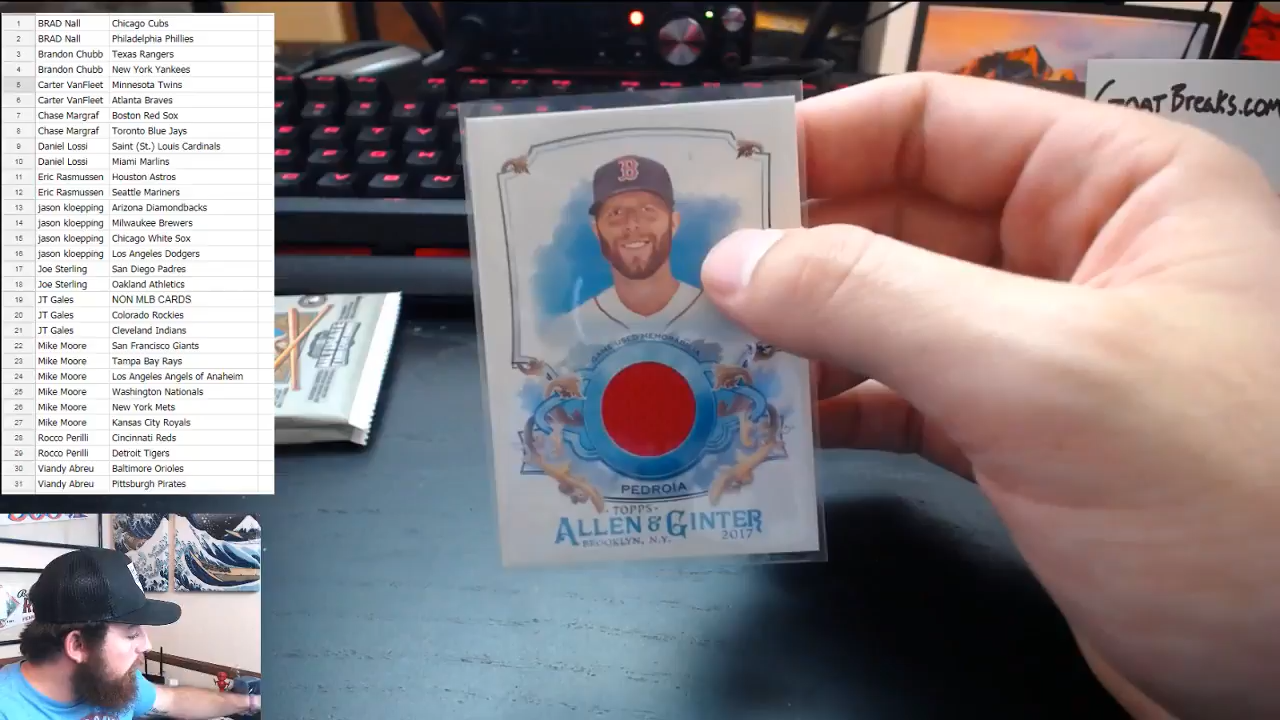 1 BRAD Nall Chicago Cubs
2 BRAD Nall Philadelphia Phillies
3 Brandon Chubb Texas Rangers
4 Brandon Chubb New York Yankees
5 Carter VanFleet Minnesota Twins
6 Carter VanFleet Atlanta Braves
7 Chase Margraf Boston Red Sox
8 Chase Margraf Toronto Blue Jays
9 Daniel Lossi Saint (St.) Louis Cardinals
10 Daniel Lossi Miami Marlins
11 Eric Rasmussen Houston Astros
12 Eric Rasmussen Seattle Mariners
13 jason kloepping Arizona Diamondbacks
14 jason kloepping Milwaukee Brewers
15 jason kloepping Chicago White Sox
16 jason kloepping Los Angeles Dodgers
17 Joe Sterling San Diego Padres
18 Joe Sterling Oakland Athletics
19 JT Gales NON MLB CARDS
20 JT Gales Colorado Rockies
21 JT Gales Cleveland Indians
22 Mike Moore San Francisco Giants
23 Mike Moore Tampa Bay Rays
24 Mike Moore Los Angeles Angels of Anaheim
25 Mike Moore Washington Nationals
26 Mike Moore New York Mets
27 Mike Moore Kansas City Royals
28 Rocco Perilli Cincinnati Reds
29 Rocco Perilli Detroit Tigers
30 Viandy Abreu Baltimore Orioles
31 Viandy Abreu Pittsburgh Pirates
GoatBreaks.com
B
GAME USED MEMORABILIA
PEDROIA
·TOPPS·
ALLEN & GINTER
BROOKLYN, N.Y. 2017